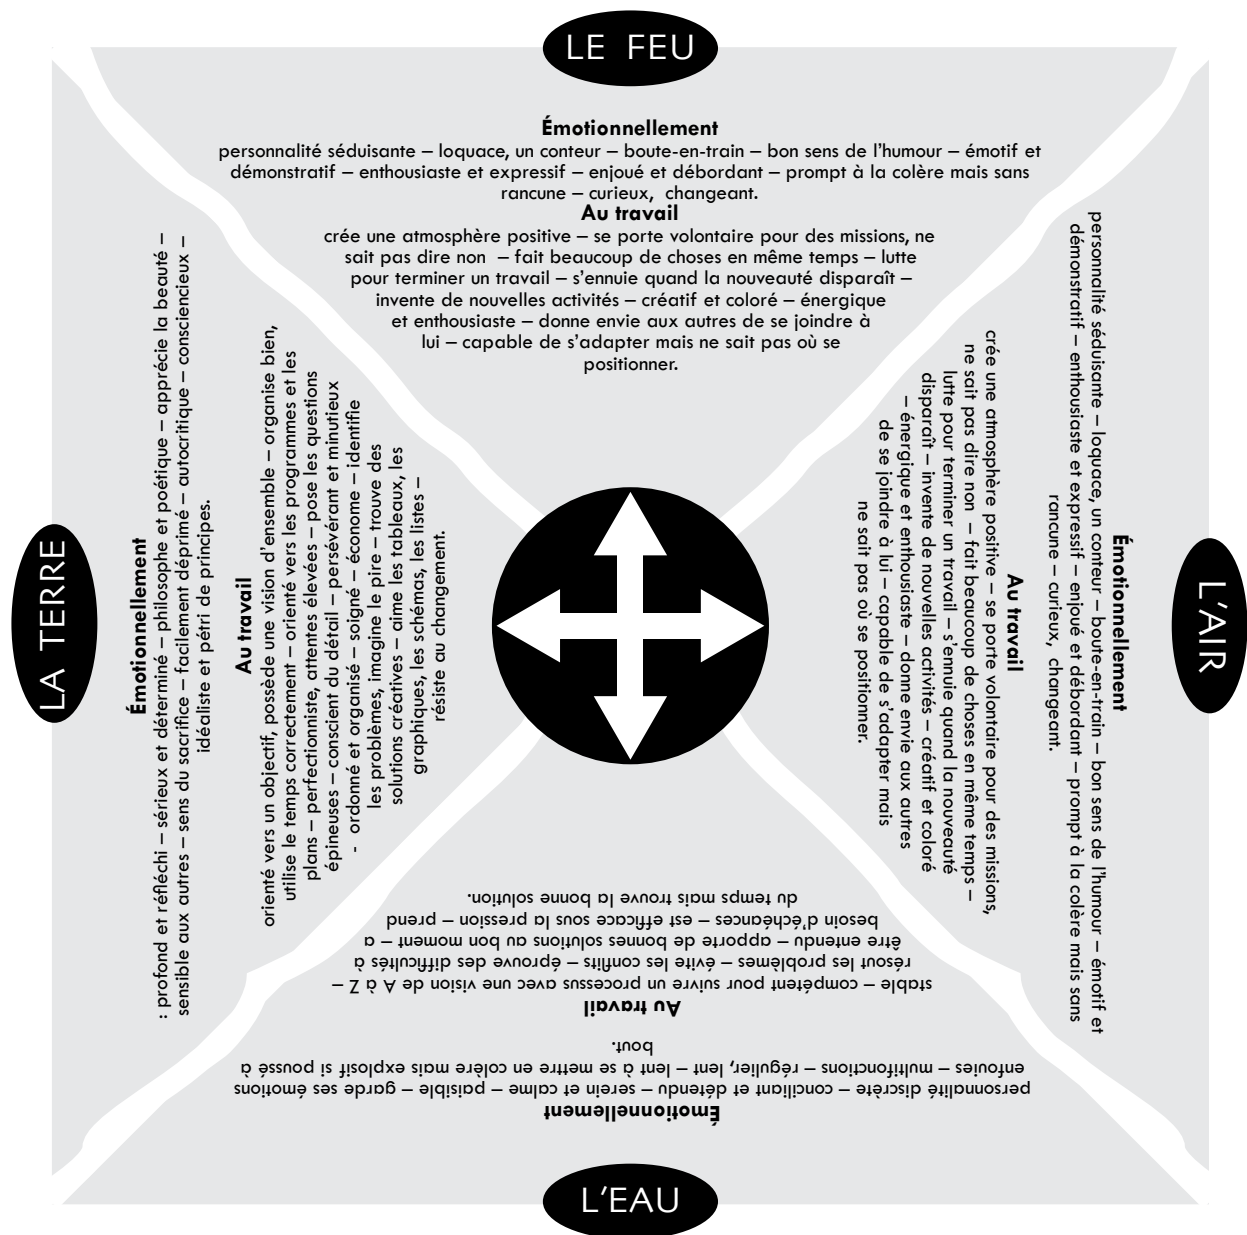 LE FEU
Émotionnellement
personnalité séduisante – loquace, un conteur – boute-en-train – bon sens de l’humour – émotif et
démonstratif – enthousiaste et expressif – enjoué et débordant – prompt à la colère mais sans
rancune – curieux, changeant.
Au travail
crée une atmosphère positive – se porte volontaire pour des missions, ne
sait pas dire non – fait beaucoup de choses en même temps – lutte
pour terminer un travail – s’ennuie quand la nouveauté disparaît –
invente de nouvelles activités – créatif et coloré – énergique
et enthousiaste – donne envie aux autres de se joindre à
lui – capable de s’adapter mais ne sait pas où se
positionner.
LA TERRE
Émotionnellement
: profond et réfléchi – sérieux et déterminé – philosophe et poétique – apprécie la beauté –
sensible aux autres – sens du sacrifice – facilement déprimé – autocritique – consciencieux –
idéaliste et pétri de principes.
Au travail
orienté vers un objectif, possède une vision d’ensemble – organise bien,
utilise le temps correctement – orienté vers les programmes et les
plans – perfectionniste, attentes élevées – pose les questions
épineuses – conscient du détail – persévérant et minutieux
- ordonné et organisé – soigné – économe – identifie
les problèmes, imagine le pire – trouve des
solutions créatives – aime les tableaux, les
graphiques, les schémas, les listes –
résiste au changement.
L’AIR
Émotionnellement
personnalité séduisante – loquace, un conteur – boute-en-train – bon sens de l’humour – émotif et
démonstratif – enthousiaste et expressif – enjoué et débordant – prompt à la colère mais sans
rancune – curieux, changeant.
Au travail
crée une atmosphère positive – se porte volontaire pour des missions,
ne sait pas dire non – fait beaucoup de choses en même temps –
lutte pour terminer un travail – s’ennuie quand la nouveauté
disparaît – invente de nouvelles activités – créatif et coloré
– énergique et enthousiaste – donne envie aux autres
de se joindre à lui – capable de s’adapter mais
ne sait pas où se positionner.
L’EAU
Émotionnellement
personnalité discrète – conciliant et détendu – serein et calme – paisible – garde ses émotions
enfouies – multifonctions – régulier, lent – lent à se mettre en colère mais explosif si poussé à
bout.
Au travail
stable – compétent pour suivre un processus avec une vision de A à Z –
résout les problèmes – évite les conflits – éprouve des difficultés à
être entendu – apporte de bonnes solutions au bon moment – a
besoin d’échéances – est efficace sous la pression – prend
du temps mais trouve la bonne solution.